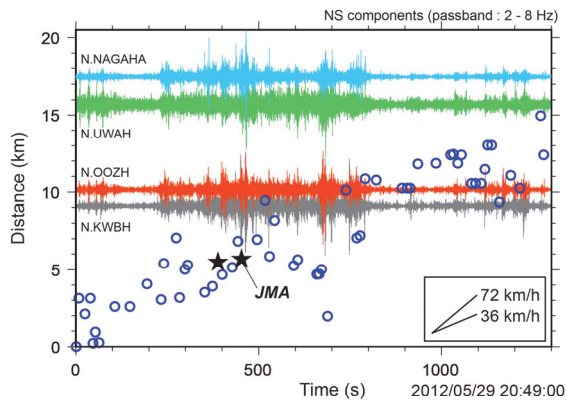 NS components (passband : 2 - 8 Hz)
20
N.NAGAHA
15
N.UWAH
Distance (km)
N.OOZH
10
N.KWBH
5
JMA
72 km/h
36 km/h
0
0
500
1000
Time (s)
2012/05/29 20:49:00